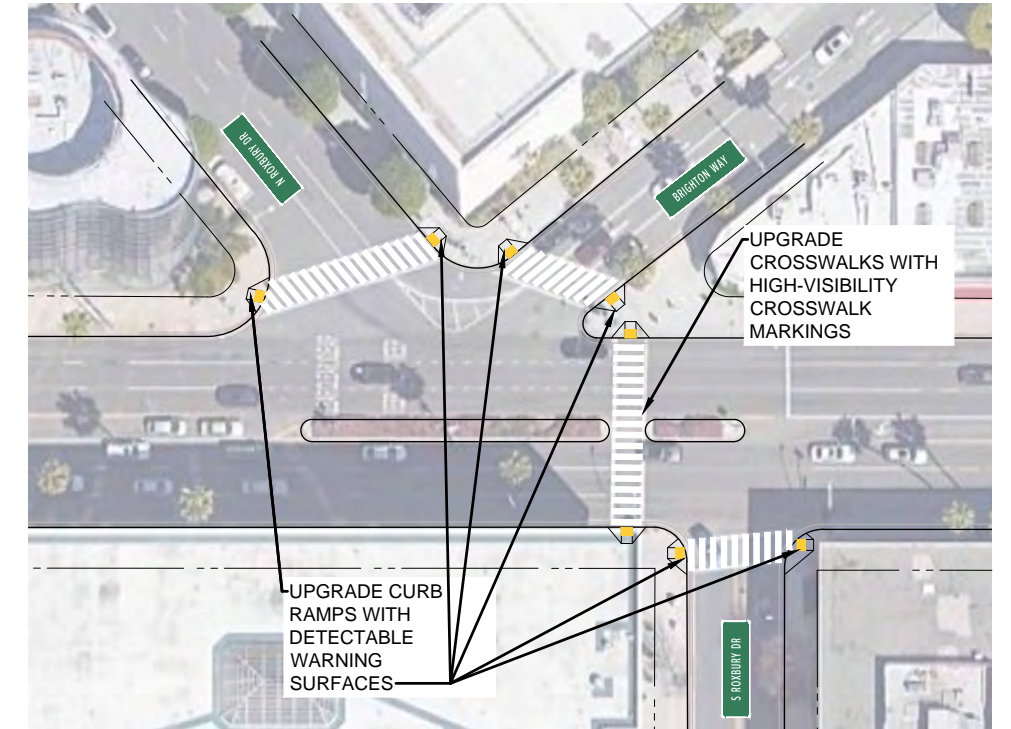 N ROXBURY DR
BRIGHTON WAY
UPGRADE
CROSSWALKS WITH
HIGH-VISIBILITY
CROSSWALK
MARKINGS
UPGRADE CURB
RAMPS WITH
DETECTABLE
WARNING
SURFACES
S ROXBURY DR